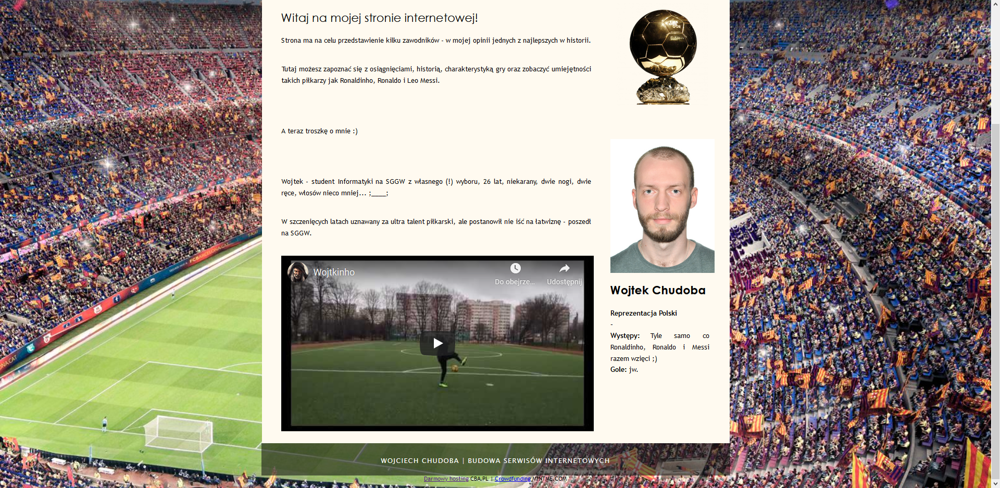 Witaj na mojej stronie internetowej!
Strona ma na celu przedstawienie kilku zawodników - w mojej opinii jednych z najlepszych w historii.
Tutaj możesz zapoznać się z osiągnięciami, historią, charakterystyką gry oraz zobaczyć umiejętności
takich piłkarzy jak Ronaldinho, Ronaldo i Leo Messi.
A teraz troszkę o mnie :)
Wojtek - student Informatyki na SGGW z własnego (!) wyboru, 26 lat, niekarany, dwie nogi, dwie
ręce, włosów nieco mniej... ;____;
W szczenięcych latach uznawany za ultra talent piłkarski, ale postanowił nie iść na łatwiznę - poszedł
na SGGW.
Wojtkinho
Do obejrze...
Udostępnij
Wojtek Chudoba
Reprezentacja Polski
-
Występy: Tyle samo co
Ronaldinho, Ronaldo i Messi
razem wzięci ;)
Gole: jw.
FCBARCELONA.CAT
WOJCIECH CHUDOBA | BUDOWA SERWISÓW INTERNETOWYCH
Darmowy hosting CBA.PL | Crowdfunding MINTME.COM